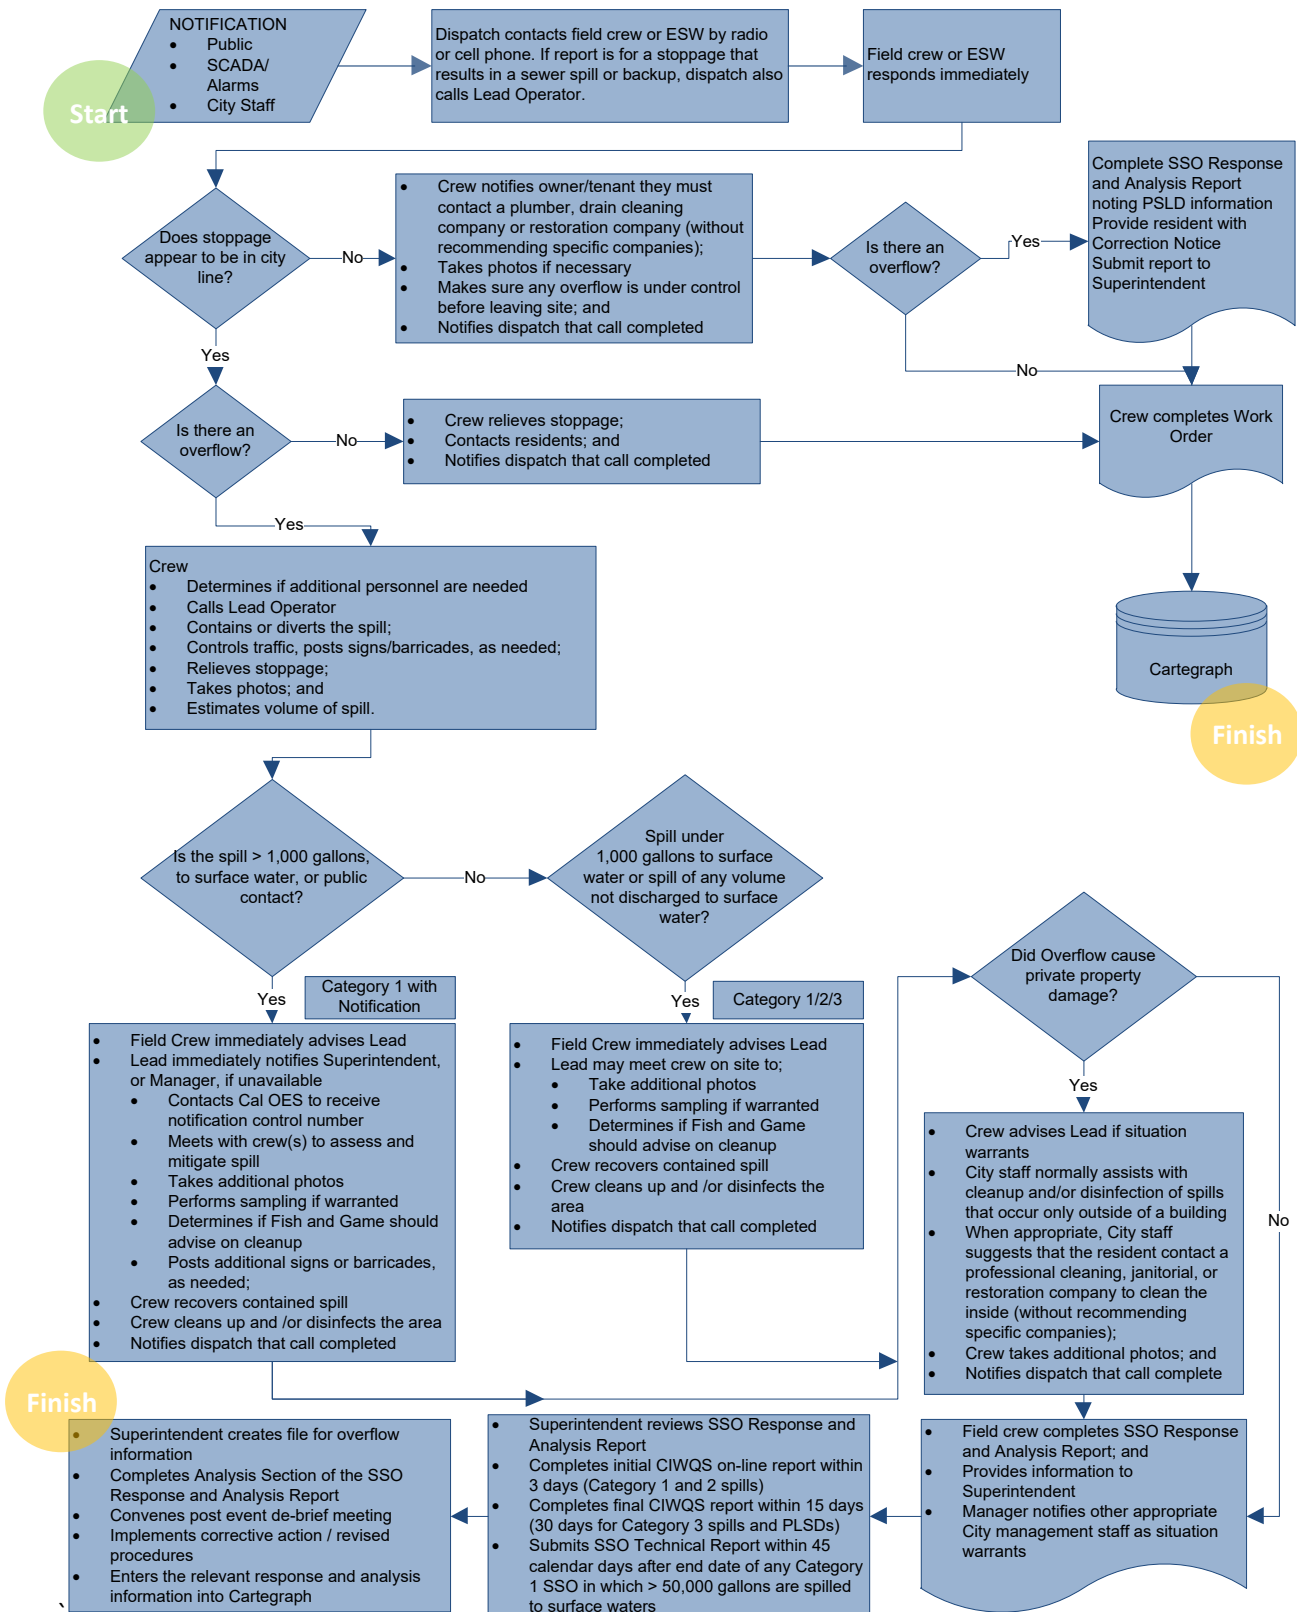 NOTIFICATION
• Public
• SCADA/
Alarms
• City Staff
Start
Dispatch contacts field crew or ESW by radio
or cell phone. If report is for a stoppage that
results in a sewer spill or backup, dispatch also
calls Lead Operator.
Field crew or ESW
responds immediately
Does stoppage
appear to be in city
line?
No
• Crew notifies owner/tenant they must
contact a plumber, drain cleaning
company or restoration company (without
recommending specific companies);
• Takes photos if necessary
• Makes sure any overflow is under control
before leaving site; and
• Notifies dispatch that call completed
Is there an
overflow?
Yes
Complete SSO Response
and Analysis Report
noting PSLD information
Provide resident with
Correction Notice
Submit report to
Superintendent
No
Yes
Is there an
overflow?
No
• Crew relieves stoppage;
• Contacts residents; and
• Notifies dispatch that call completed
Crew completes Work
Order
Cartegraph
Finish
Yes
Crew
• Determines if additional personnel are needed
• Calls Lead Operator
• Contains or diverts the spill;
• Controls traffic, posts signs/barricades, as needed;
• Relieves stoppage;
• Takes photos; and
• Estimates volume of spill.
Is the spill > 1,000 gallons,
to surface water, or public
contact?
No
Spill under
1,000 gallons to surface
water or spill of any volume
not discharged to surface
water?
Yes
Category 1 with
Notification
• Field Crew immediately advises Lead
• Lead immediately notifies Superintendent,
or Manager, if unavailable
• Contacts Cal OES to receive
notification control number
• Meets with crew(s) to assess and
mitigate spill
• Takes additional photos
• Performs sampling if warranted
• Determines if Fish and Game should
advise on cleanup
• Posts additional signs or barricades,
as needed;
• Crew recovers contained spill
• Crew cleans up and /or disinfects the area
• Notifies dispatch that call completed
Yes
Category 1/2/3
• Field Crew immediately advises Lead
• Lead may meet crew on site to;
• Take additional photos
• Performs sampling if warranted
• Determines if Fish and Game
should advise on cleanup
• Crew recovers contained spill
• Crew cleans up and /or disinfects the
area
• Notifies dispatch that call completed
Did Overflow cause
private property
damage?
Yes
No
• Crew advises Lead if situation
warrants
• City staff normally assists with
cleanup and/or disinfection of spills
that occur only outside of a building
• When appropriate, City staff
suggests that the resident contact a
professional cleaning, janitorial, or
restoration company to clean the
inside (without recommending
specific companies);
• Crew takes additional photos; and
• Notifies dispatch that call complete
• Field crew completes SSO Response
and Analysis Report; and
• Provides information to
Superintendent
• Manager notifies other appropriate
City management staff as situation
warrants
• Superintendent reviews SSO Response and
Analysis Report
• Completes initial CIWQS on-line report within
3 days (Category 1 and 2 spills)
• Completes final CIWQS report within 15 days
(30 days for Category 3 spills and PLSDs)
• Submits SSO Technical Report within 45
calendar days after end date of any Category
1 SSO in which > 50,000 gallons are spilled
to surface waters
Finish
• Superintendent creates file for overflow
information
• Completes Analysis Section of the SSO
Response and Analysis Report
• Convenes post event de-brief meeting
• Implements corrective action / revised
procedures
• Enters the relevant response and analysis
information into Cartegraph
`